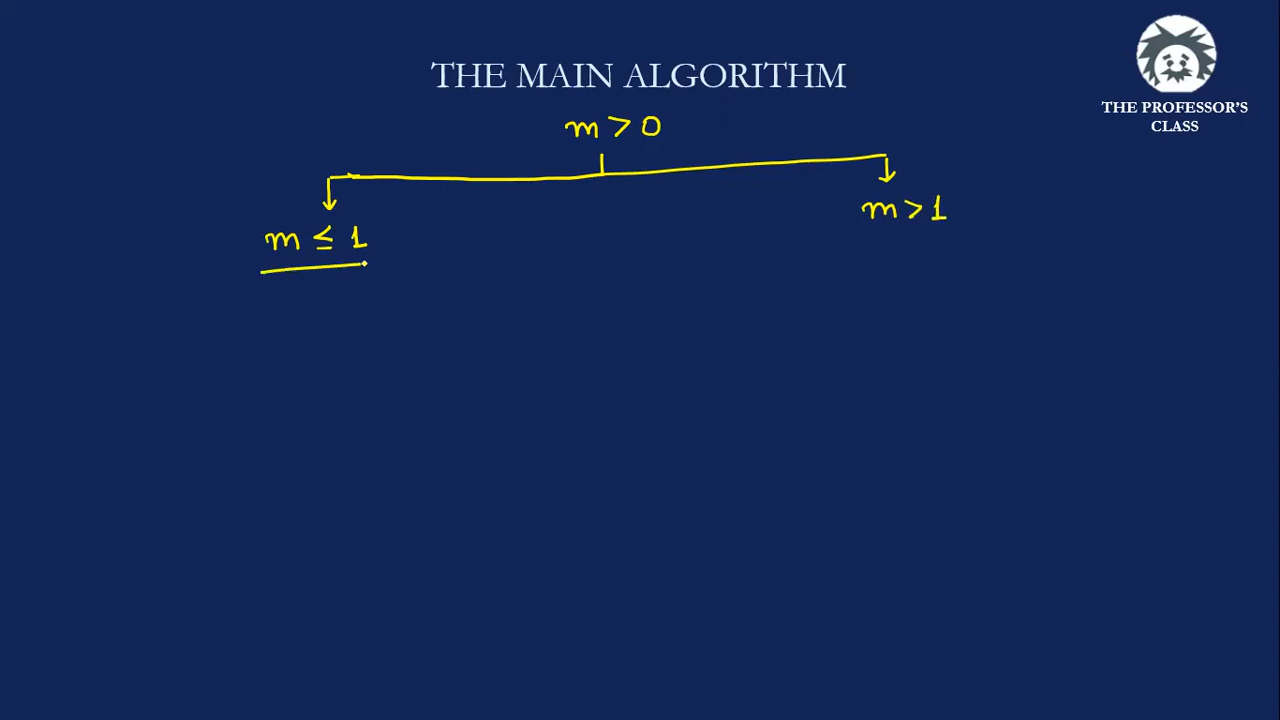 THE MAIN ALGORITHM
THE PROFESSOR'S
CLASS
m > 0
m ≤ 1
m > 1